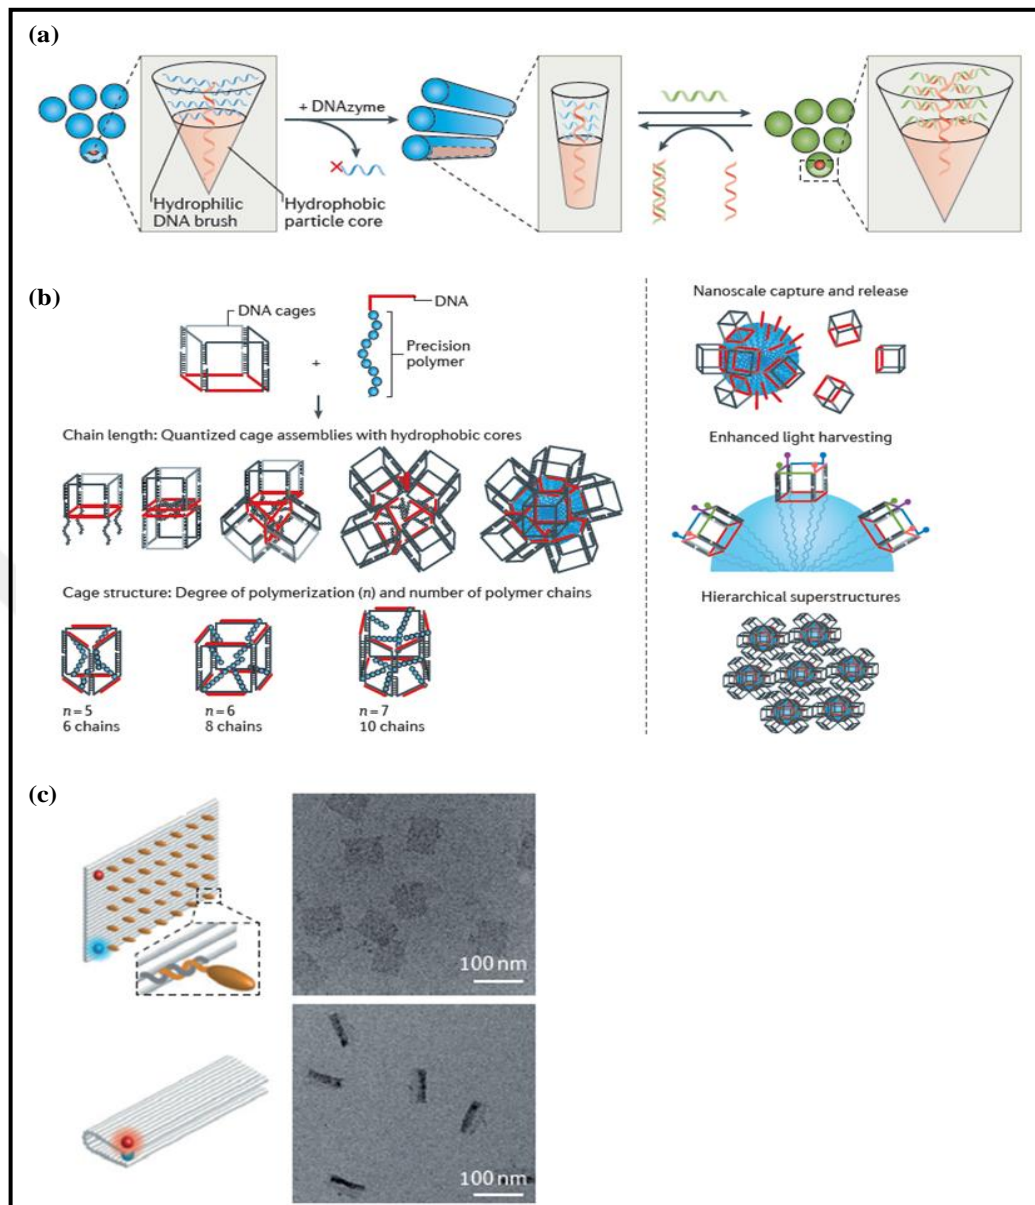 (a)
+ DNAzyme
Hydrophilic
DNA brush
Hydrophobic
particle core
(b)
DNA cages
DNA
+
Precision
polymer
Chain length: Quantized cage assemblies with hydrophobic cores
Cage structure: Degree of polymerization (n) and number of polymer chains
n=5
6 chains
n=6
8 chains
n=7
10 chains
Nanoscale capture and release
Enhanced light harvesting
Hierarchical superstructures
(c)
100 nm
100 nm